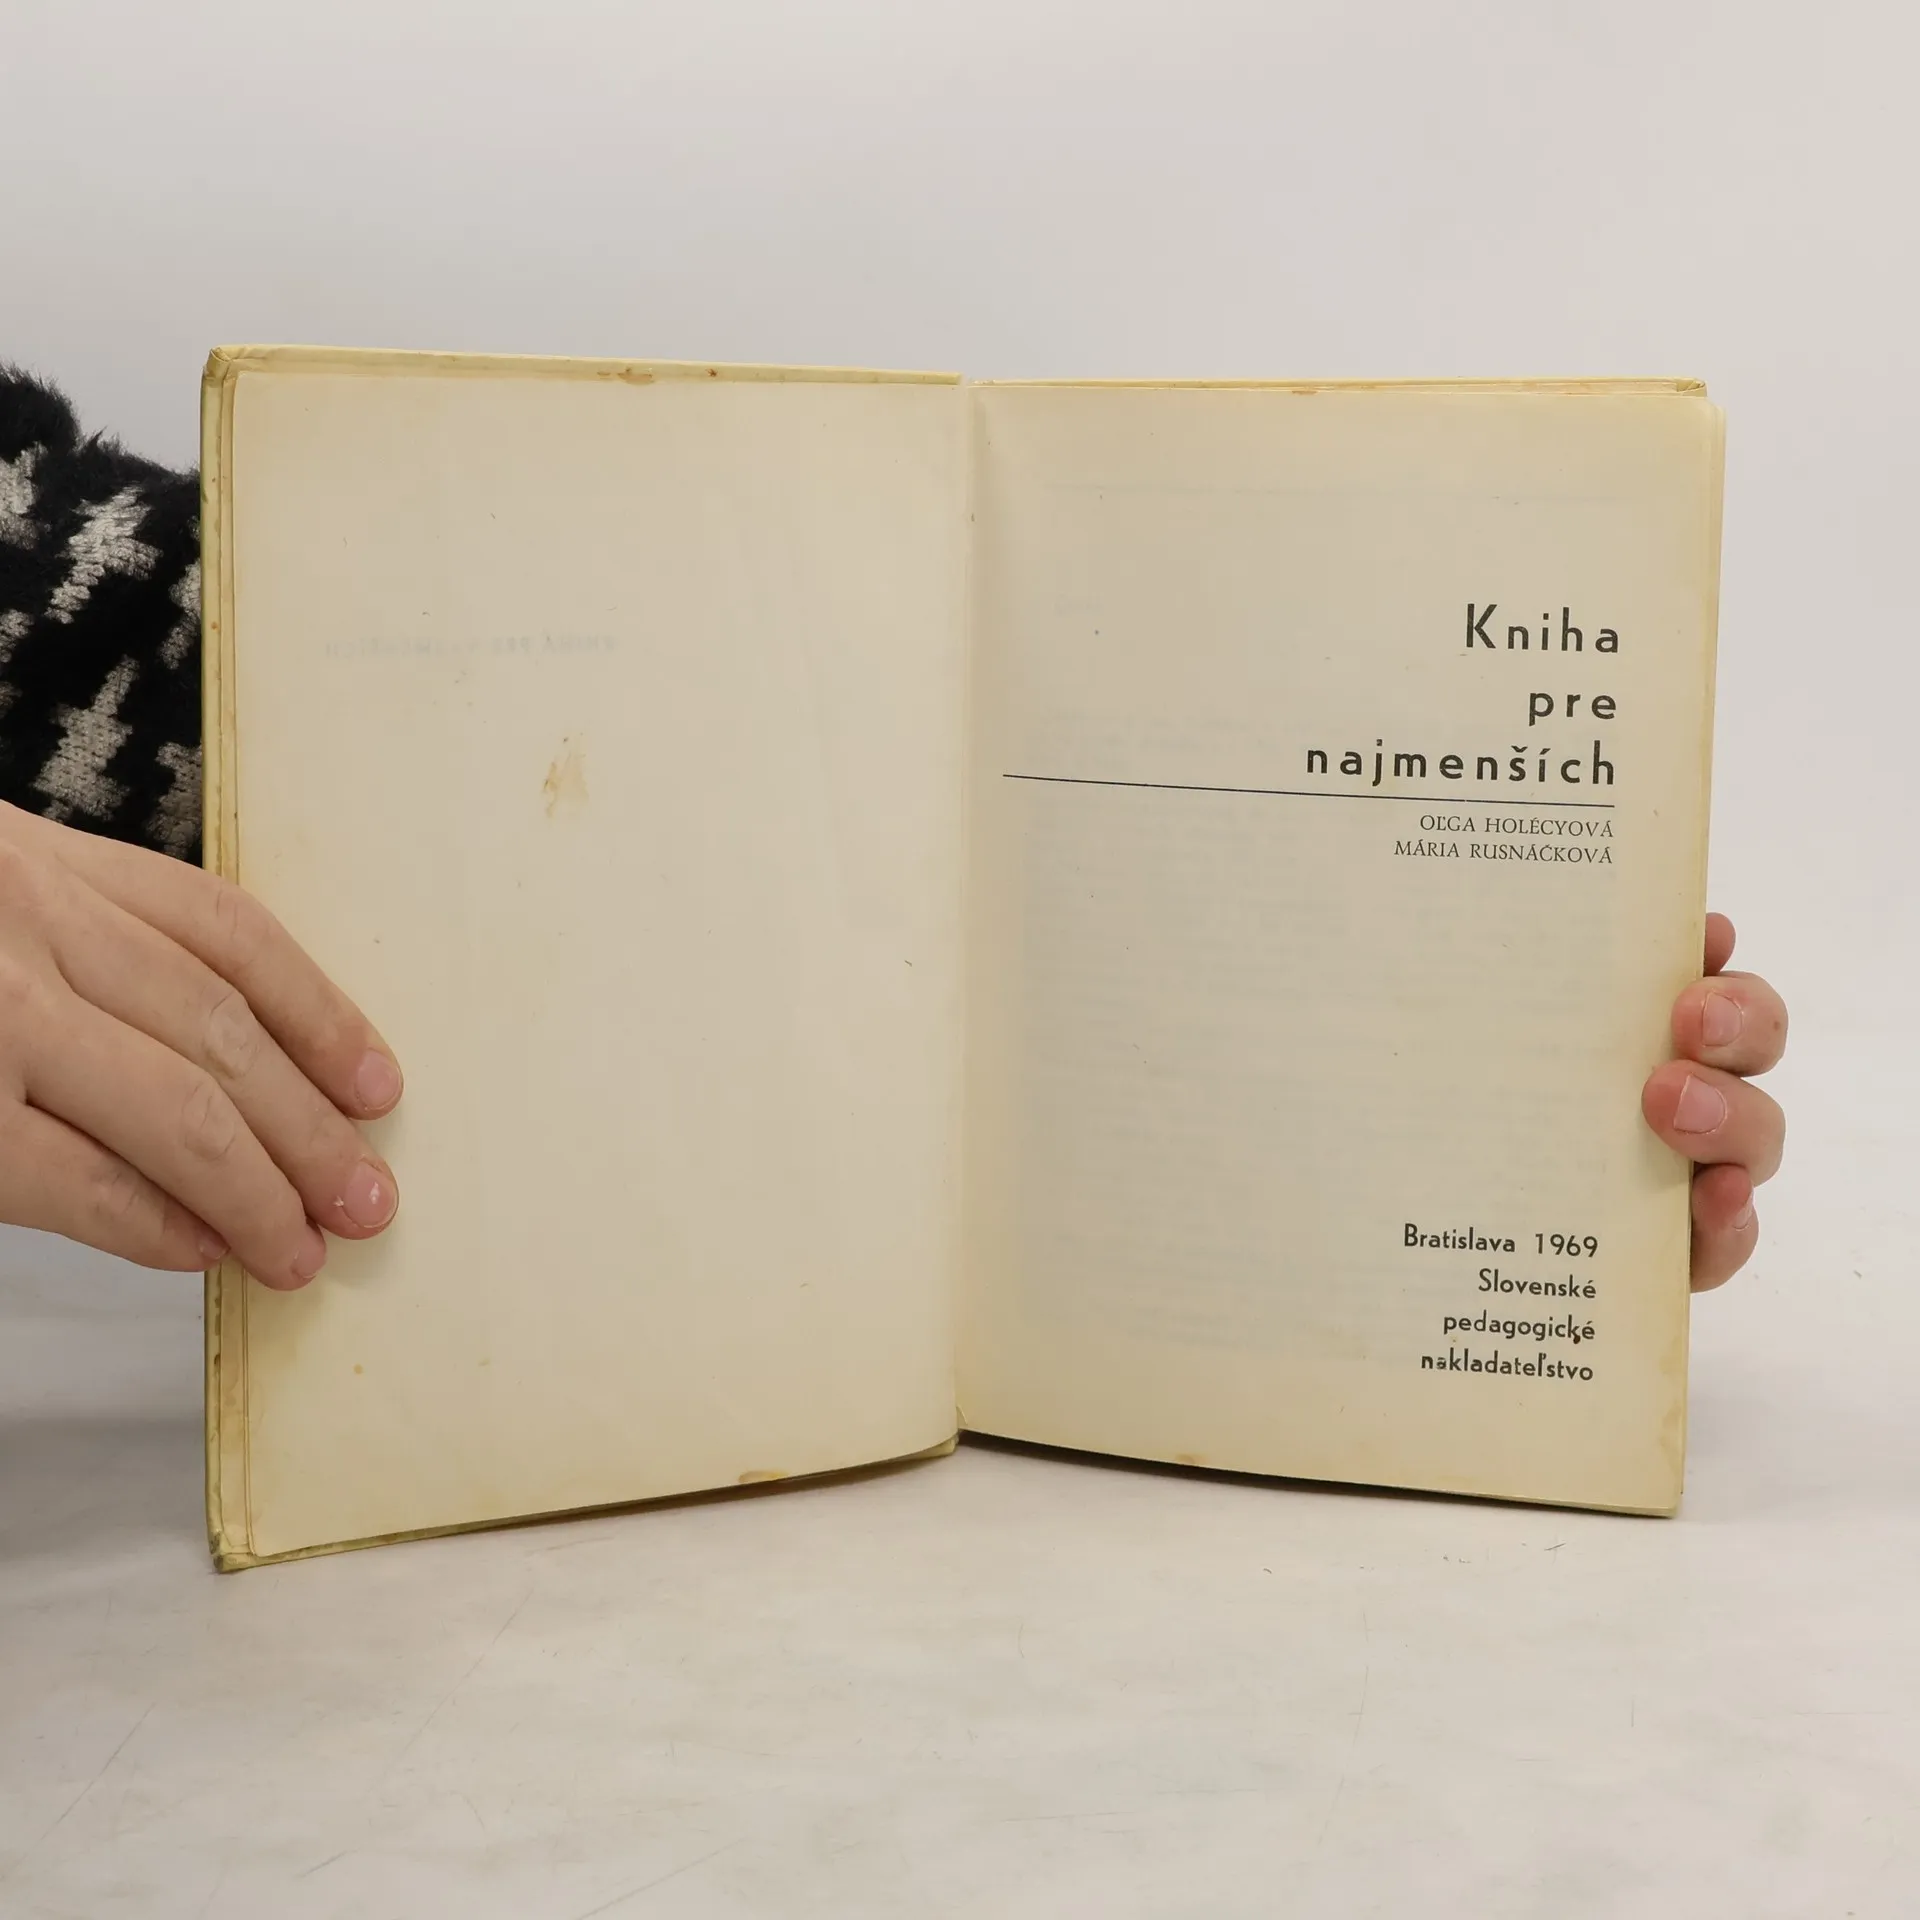 Kniha
pre
najmenších
OĽGA HOLÉCYOVÁ
MÁRIA RUSNÁČKOVÁ
Bratislava 1969
Slovenské
pedagogické
nakladateľstvo